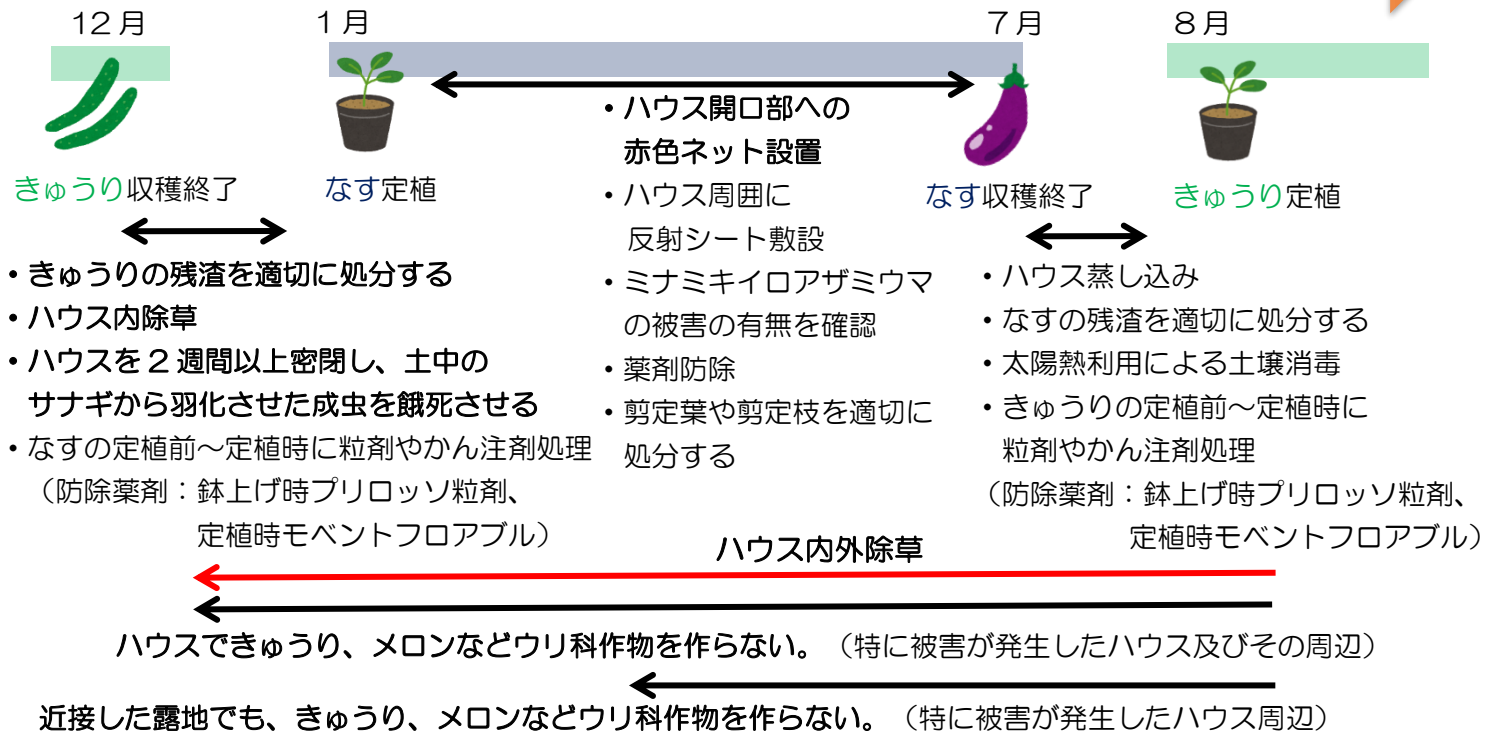 12月
1月
7月
8月
きゅうり収穫終了
なす定植
なす収穫終了
きゅうり定植
・きゅうりの残渣を適切に処分する
・ハウス内除草
・ハウスを2週間以上密閉し、土中の
サナギから羽化させた成虫を餓死させる
・なすの定植前～定植時に粒剤やかん注剤処理
（防除薬剤：鉢上げ時プリロッソ粒剤、
定植時モベントフロアブル）
・ハウス開口部への
赤色ネット設置
・ハウス周囲に
反射シート敷設
・ミナミキイロアザミウマ
の被害の有無を確認
・薬剤防除
・剪定葉や剪定枝を適切に
処分する
・ハウス蒸し込み
・なすの残渣を適切に処分する
・太陽熱利用による土壌消毒
・きゅうりの定植前～定植時に
粒剤やかん注剤処理
（防除薬剤：鉢上げ時プリロッソ粒剤、
定植時モベントフロアブル）
ハウス内外除草
ハウスできゅうり、メロンなどウリ科作物を作らない。（特に被害が発生したハウス及びその周辺）
近接した露地でも、きゅうり、メロンなどウリ科作物を作らない。（特に被害が発生したハウス周辺）